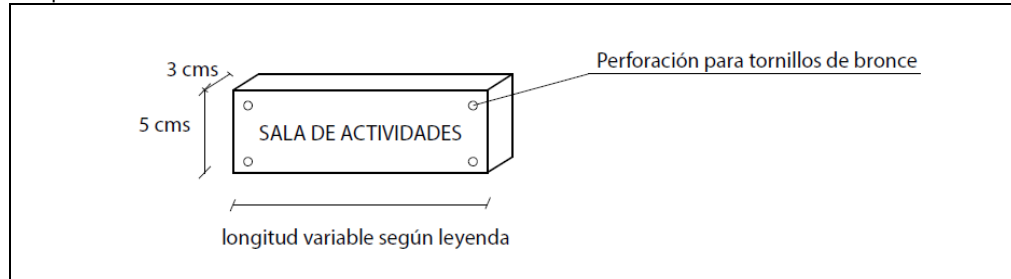 3 cms
Perforación para tornillos de bronce
5 cms
SALA DE ACTIVIDADES
longitud variable según leyenda